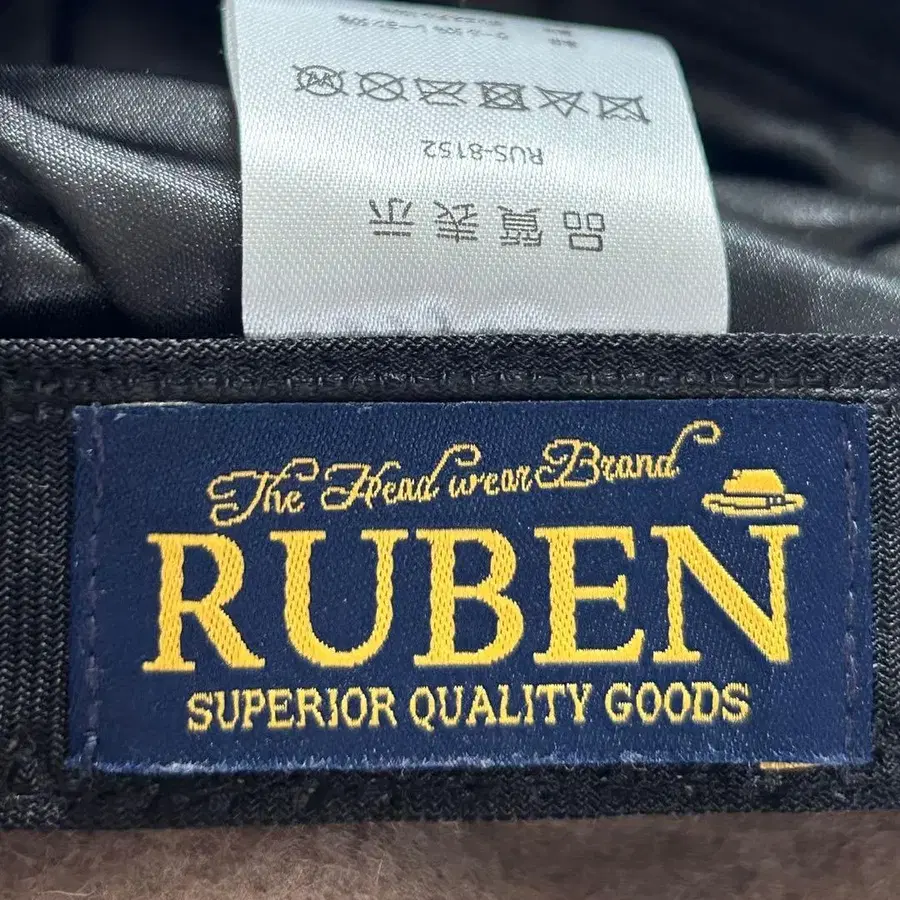 品質表示
RUS-8152
The Head wear Brand
RUBEN
SUPERIOR QUALITY GOODS